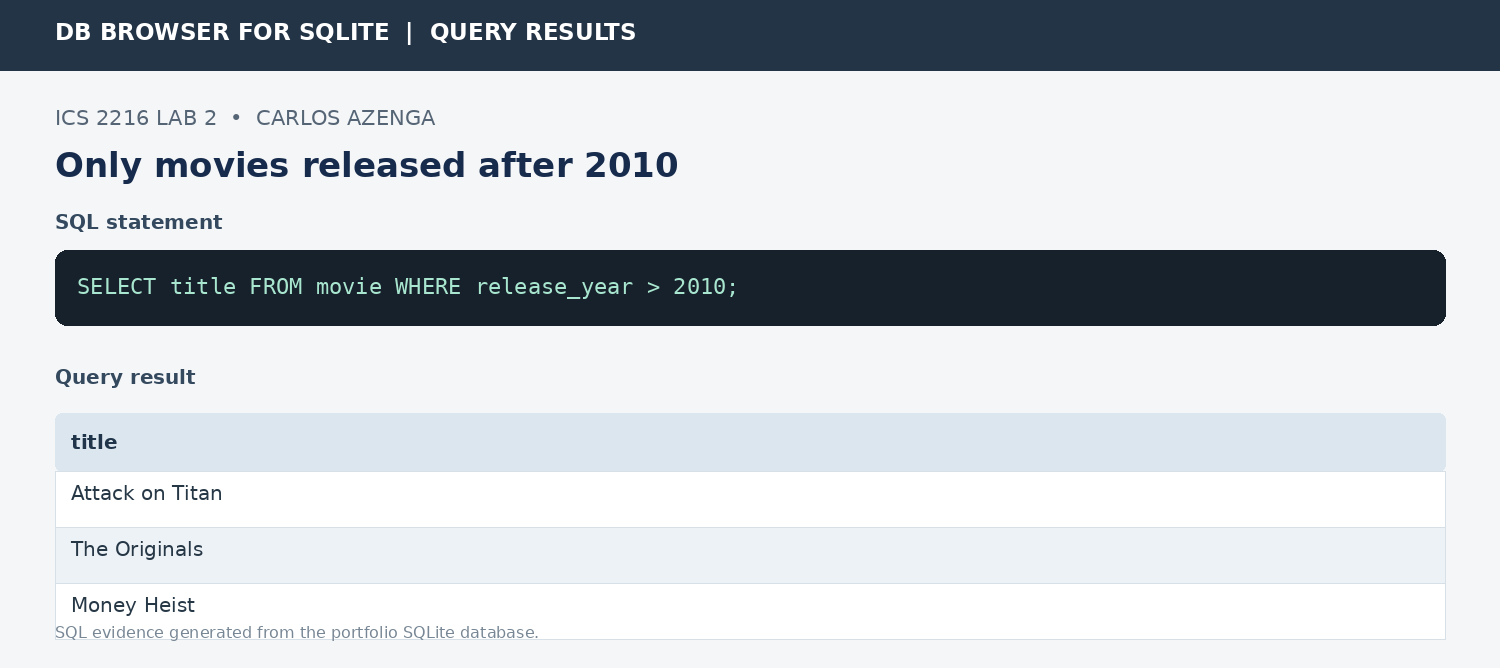 DB BROWSER FOR SQLITE | QUERY RESULTS
ICS 2216 LAB 2 • CARLOS AZENGA
Only movies released after 2010
SQL statement
SELECT title FROM movie WHERE release_year > 2010;
Query result
title
Attack on Titan
The Originals
Money Heist
SQL evidence generated from the portfolio SQLite database.